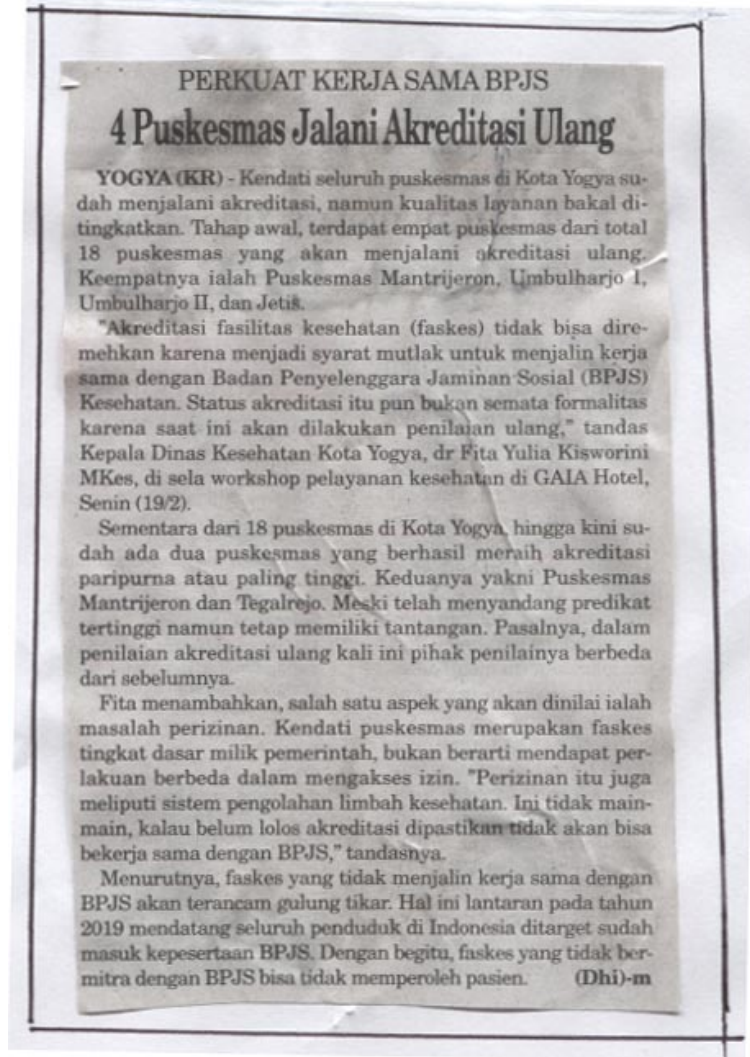 PERKUAT KERJA SAMA BPJS
4 Puskesmas Jalani Akreditasi Ulang
YOGYA (KR) - Kendati seluruh puskesmas di Kota Yogya su-
dah menjalani akreditasi, namun kualitas layanan bakal di-
tingkatkan. Tahap awal, terdapat empat puskesmas dari total
18 puskesmas yang akan menjalani akreditasi ulang.
Keempatnya ialah Puskesmas Mantrijeron, Umbulharjo I,
Umbulharjo II, dan Jetis.
"Akreditasi fasilitas kesehatan (faskes) tidak bisa dire-
mehkan karena menjadi syarat mutlak untuk menjalin kerja
sama dengan Badan Penyelenggara Jaminan Sosial (BPJS)
Kesehatan. Status akreditasi itu pun bukan semata formalitas
karena saat ini akan dilakukan penilaian ulang," tandas
Kepala Dinas Kesehatan Kota Yogya, dr Fita Yulia Kisworini
MKes, di sela workshop pelayanan kesehatan di GAIA Hotel,
Senin (19/2).
Sementara dari 18 puskesmas di Kota Yogya, hingga kini su-
dah ada dua puskesmas yang berhasil meraih akreditasi
paripurna atau paling tinggi. Keduanya yakni Puskesmas
Mantrijeron dan Tegalrejo. Meski telah menyandang predikat
tertinggi namun tetap memiliki tantangan. Pasalnya, dalam
penilaian akreditasi ulang kali ini pihak penilainya berbeda
dari sebelumnya.
Fita menambahkan, salah satu aspek yang akan dinilai ialah
masalah perizinan. Kendati puskesmas merupakan faskes
tingkat dasar milik pemerintah, bukan berarti mendapat per-
lakuan berbeda dalam mengakses izin. "Perizinan itu juga
meliputi sistem pengolahan limbah kesehatan. Ini tidak main-
main, kalau belum lolos akreditasi dipastikan tidak akan bisa
bekerja sama dengan BPJS," tandasnya.
Menurutnya, faskes yang tidak menjalin kerja sama dengan
BPJS akan terancam gulung tikar. Hal ini lantaran pada tahun
2019 mendatang seluruh penduduk di Indonesia ditarget sudah
masuk kepesertaan BPJS. Dengan begitu, faskes yang tidak ber-
mitra dengan BPJS bisa tidak memperoleh pasien. (Dhi)-m